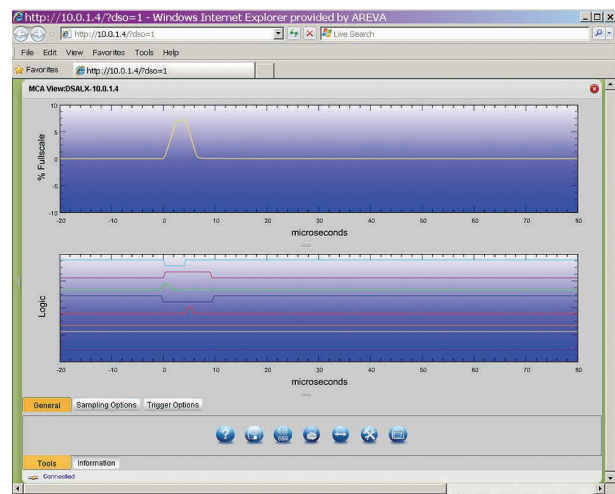 http://10.0.1.4/?dso=1 - Windows Internet Explorer provided by AREVA
http://10.0.1.4/?dso=1
Live Search
File Edit View Favorites Tools Help
Favorites
http://10.0.1.4/?dso=1
MCA View:DSALX-10.0.1.4
% Fullscale
10
5
0
-5
-10
-20 -10 0 10 20 30 40 50 60 70 80
microseconds
Logic
-20 -10 0 10 20 30 40 50 60 70 80
microseconds
General Sampling Options Trigger Options
?
Tools Information
Connected